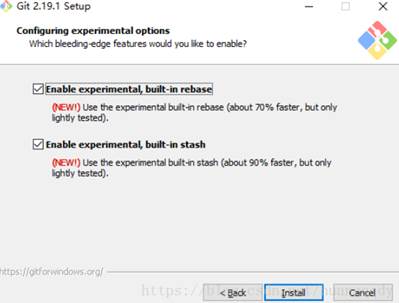 Git 2.19.1 Setup
Configuring experimental options
Which bleeding-edge features would you like to enable?
Enable experimental, built-in rebase
(NEW!) Use the experimental built-in rebase (about 70% faster, but only
lightly tested).
Enable experimental, built-in stash
(NEW!) Use the experimental built-in stash (about 90% faster, but only
lightly tested).
https://gitforwindows.org/
< Back Install Cancel